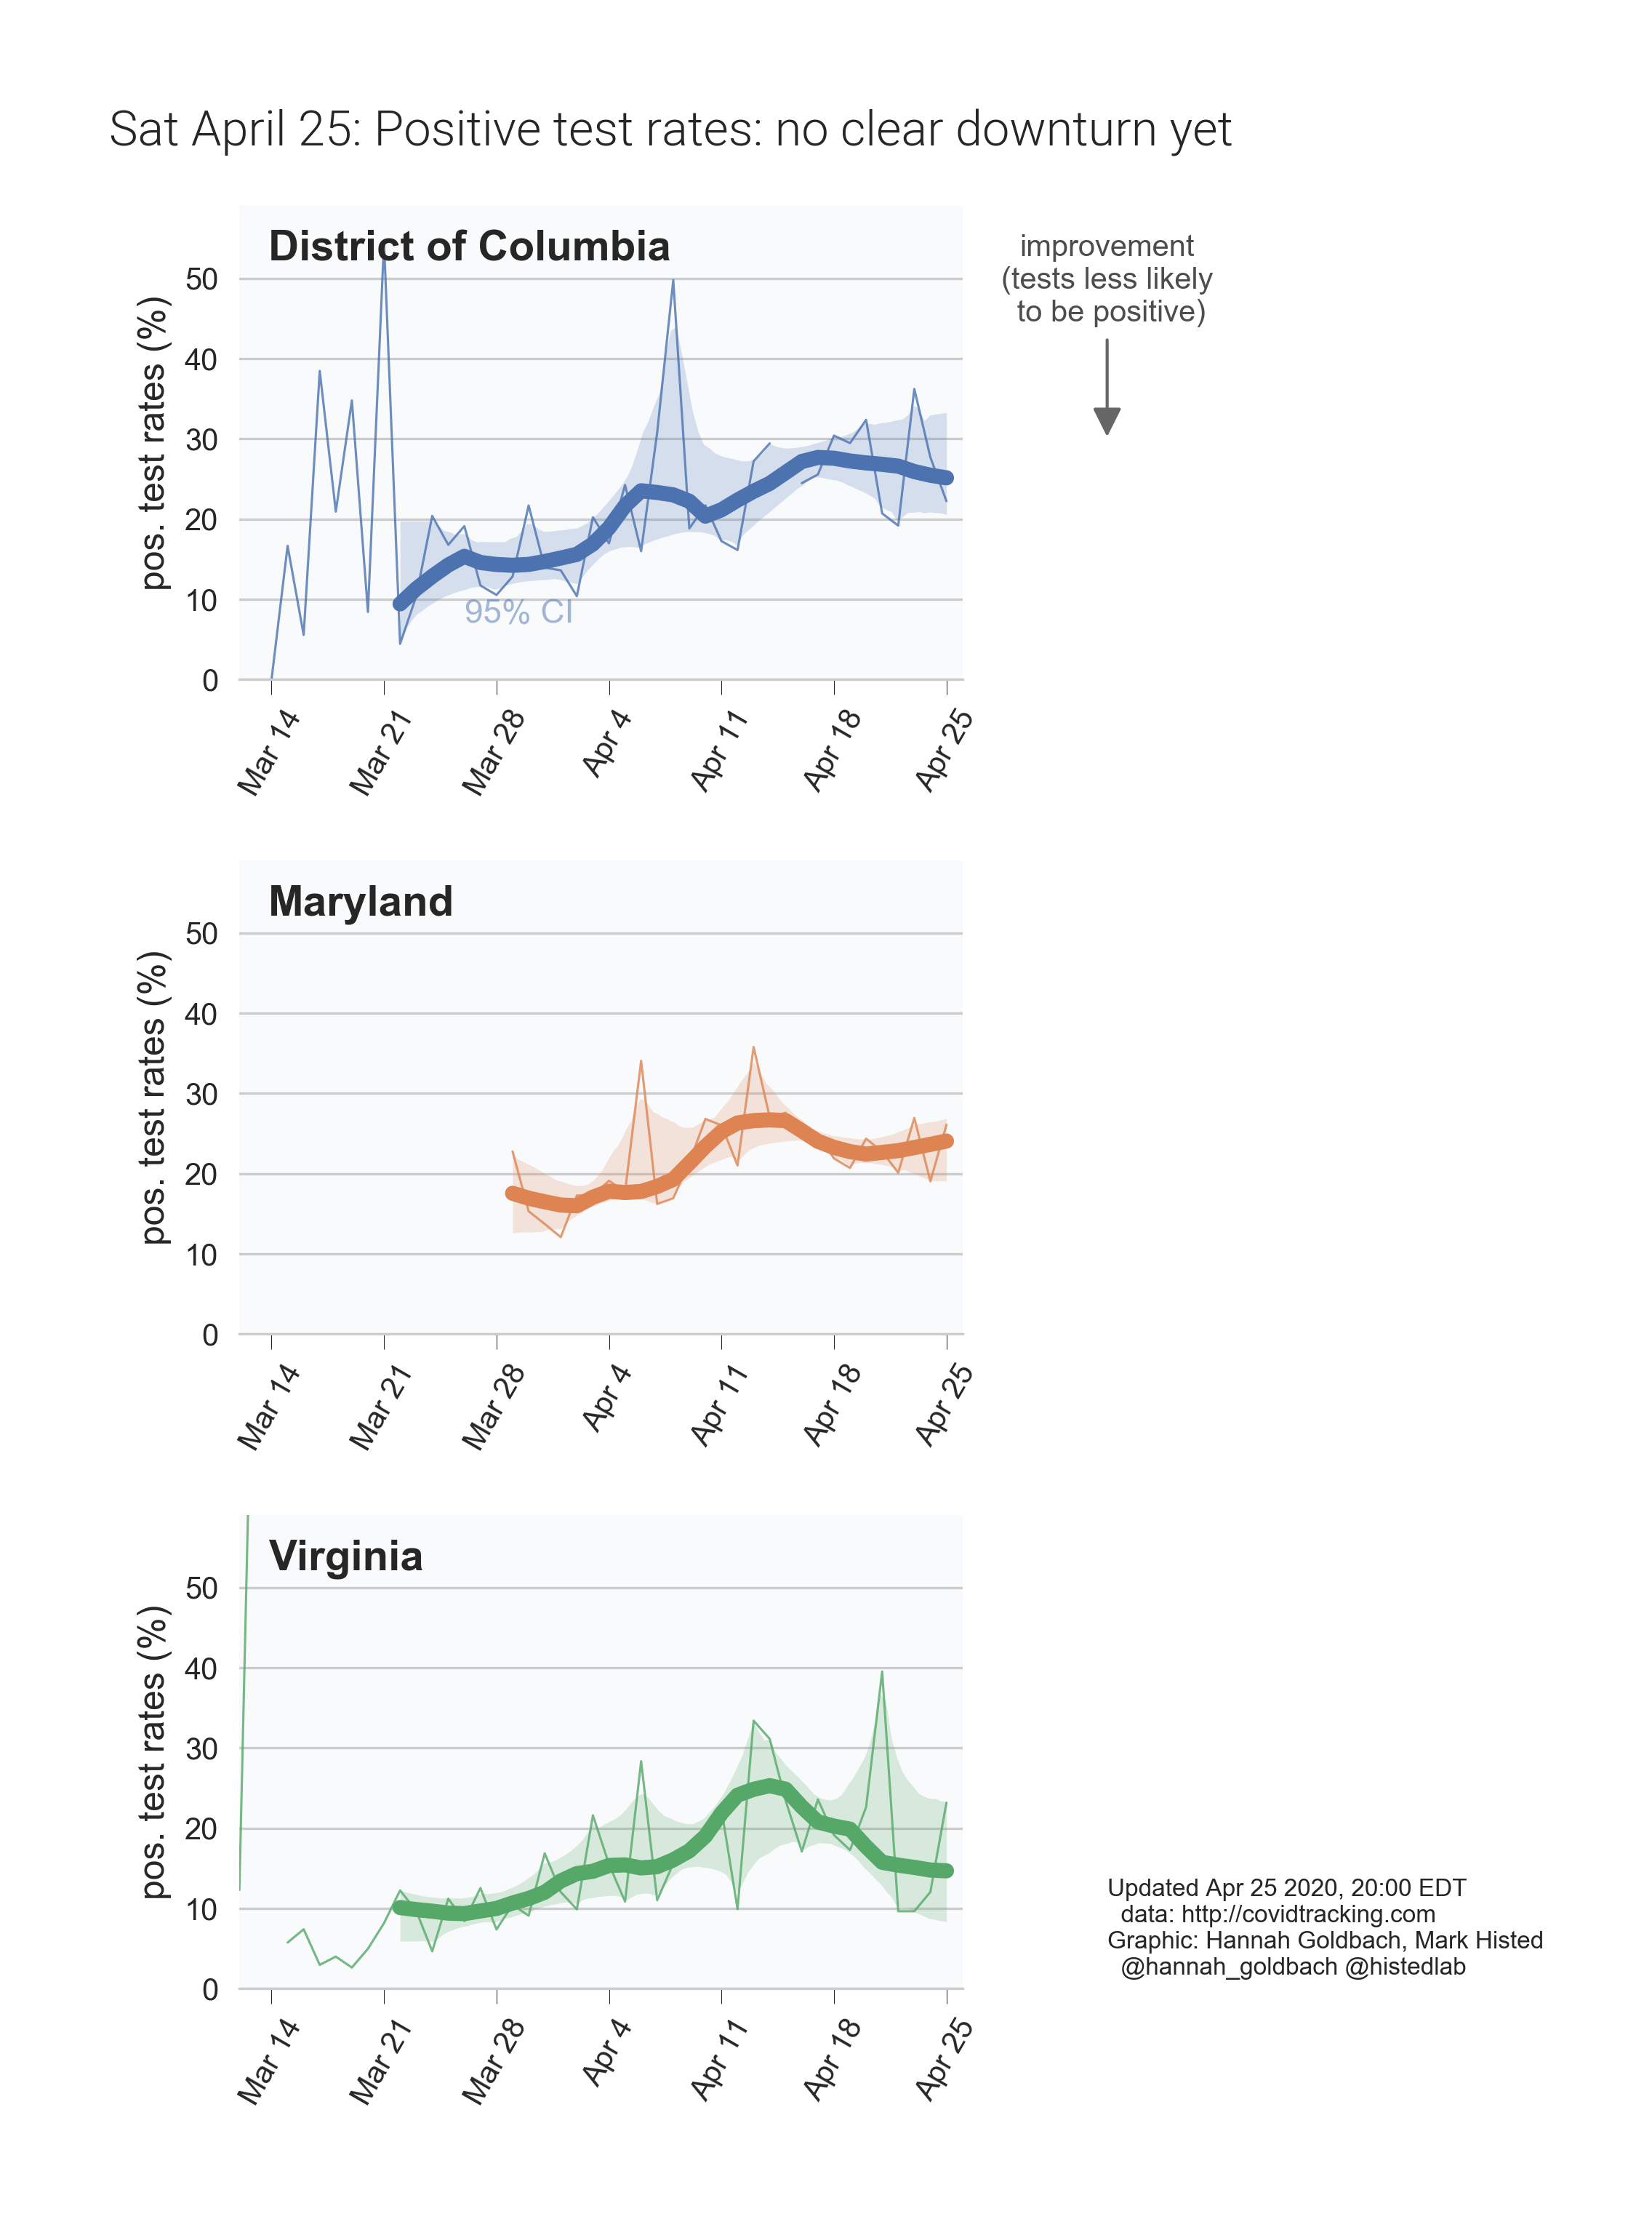 Sat April 25: Positive test rates: no clear downturn yet
District of Columbia
improvement
(tests less likely
to be positive)
pos. test rates (%)
50
40
30
20
10
0
95% CI
Mar 14
Mar 21
Mar 28
Apr 4
Apr 11
Apr 18
Apr 25
Maryland
pos. test rates (%)
50
40
30
20
10
0
Mar 14
Mar 21
Mar 28
Apr 4
Apr 11
Apr 18
Apr 25
Virginia
pos. test rates (%)
50
40
30
20
10
0
Mar 14
Mar 21
Mar 28
Apr 4
Apr 11
Apr 18
Apr 25
Updated Apr 25 2020, 20:00 EDT
data: http://covidtracking.com
Graphic: Hannah Goldbach, Mark Histed
@hannah_goldbach @histedlab